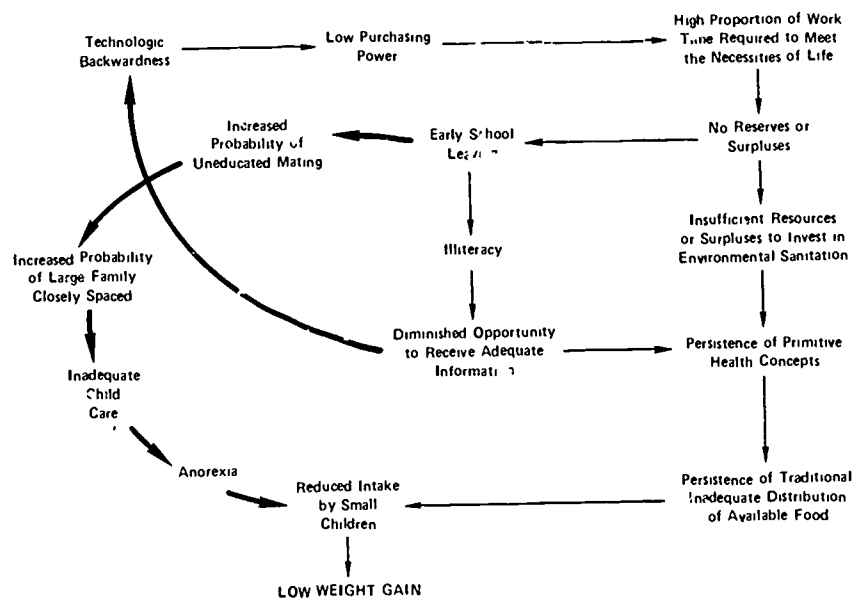 Technologic
Backwardness
Low Purchasing
Power
High Proportion of Work
Time Required to Meet
the Necessities of Life
Increased
Probability of
Uneducated Mating
Early School
Leaving
No Reserves or
Surpluses
Insufficient Resources
or Surpluses to Invest in
Environmental Sanitation
Illiteracy
Increased Probability
of Large Family
Closely Spaced
Diminished Opportunity
to Receive Adequate
Information
Persistence of Primitive
Health Concepts
Inadequate
Child
Care
Anorexia
Reduced Intake
by Small
Children
Persistence of Traditional
Inadequate Distribution
of Available Food
LOW WEIGHT GAIN